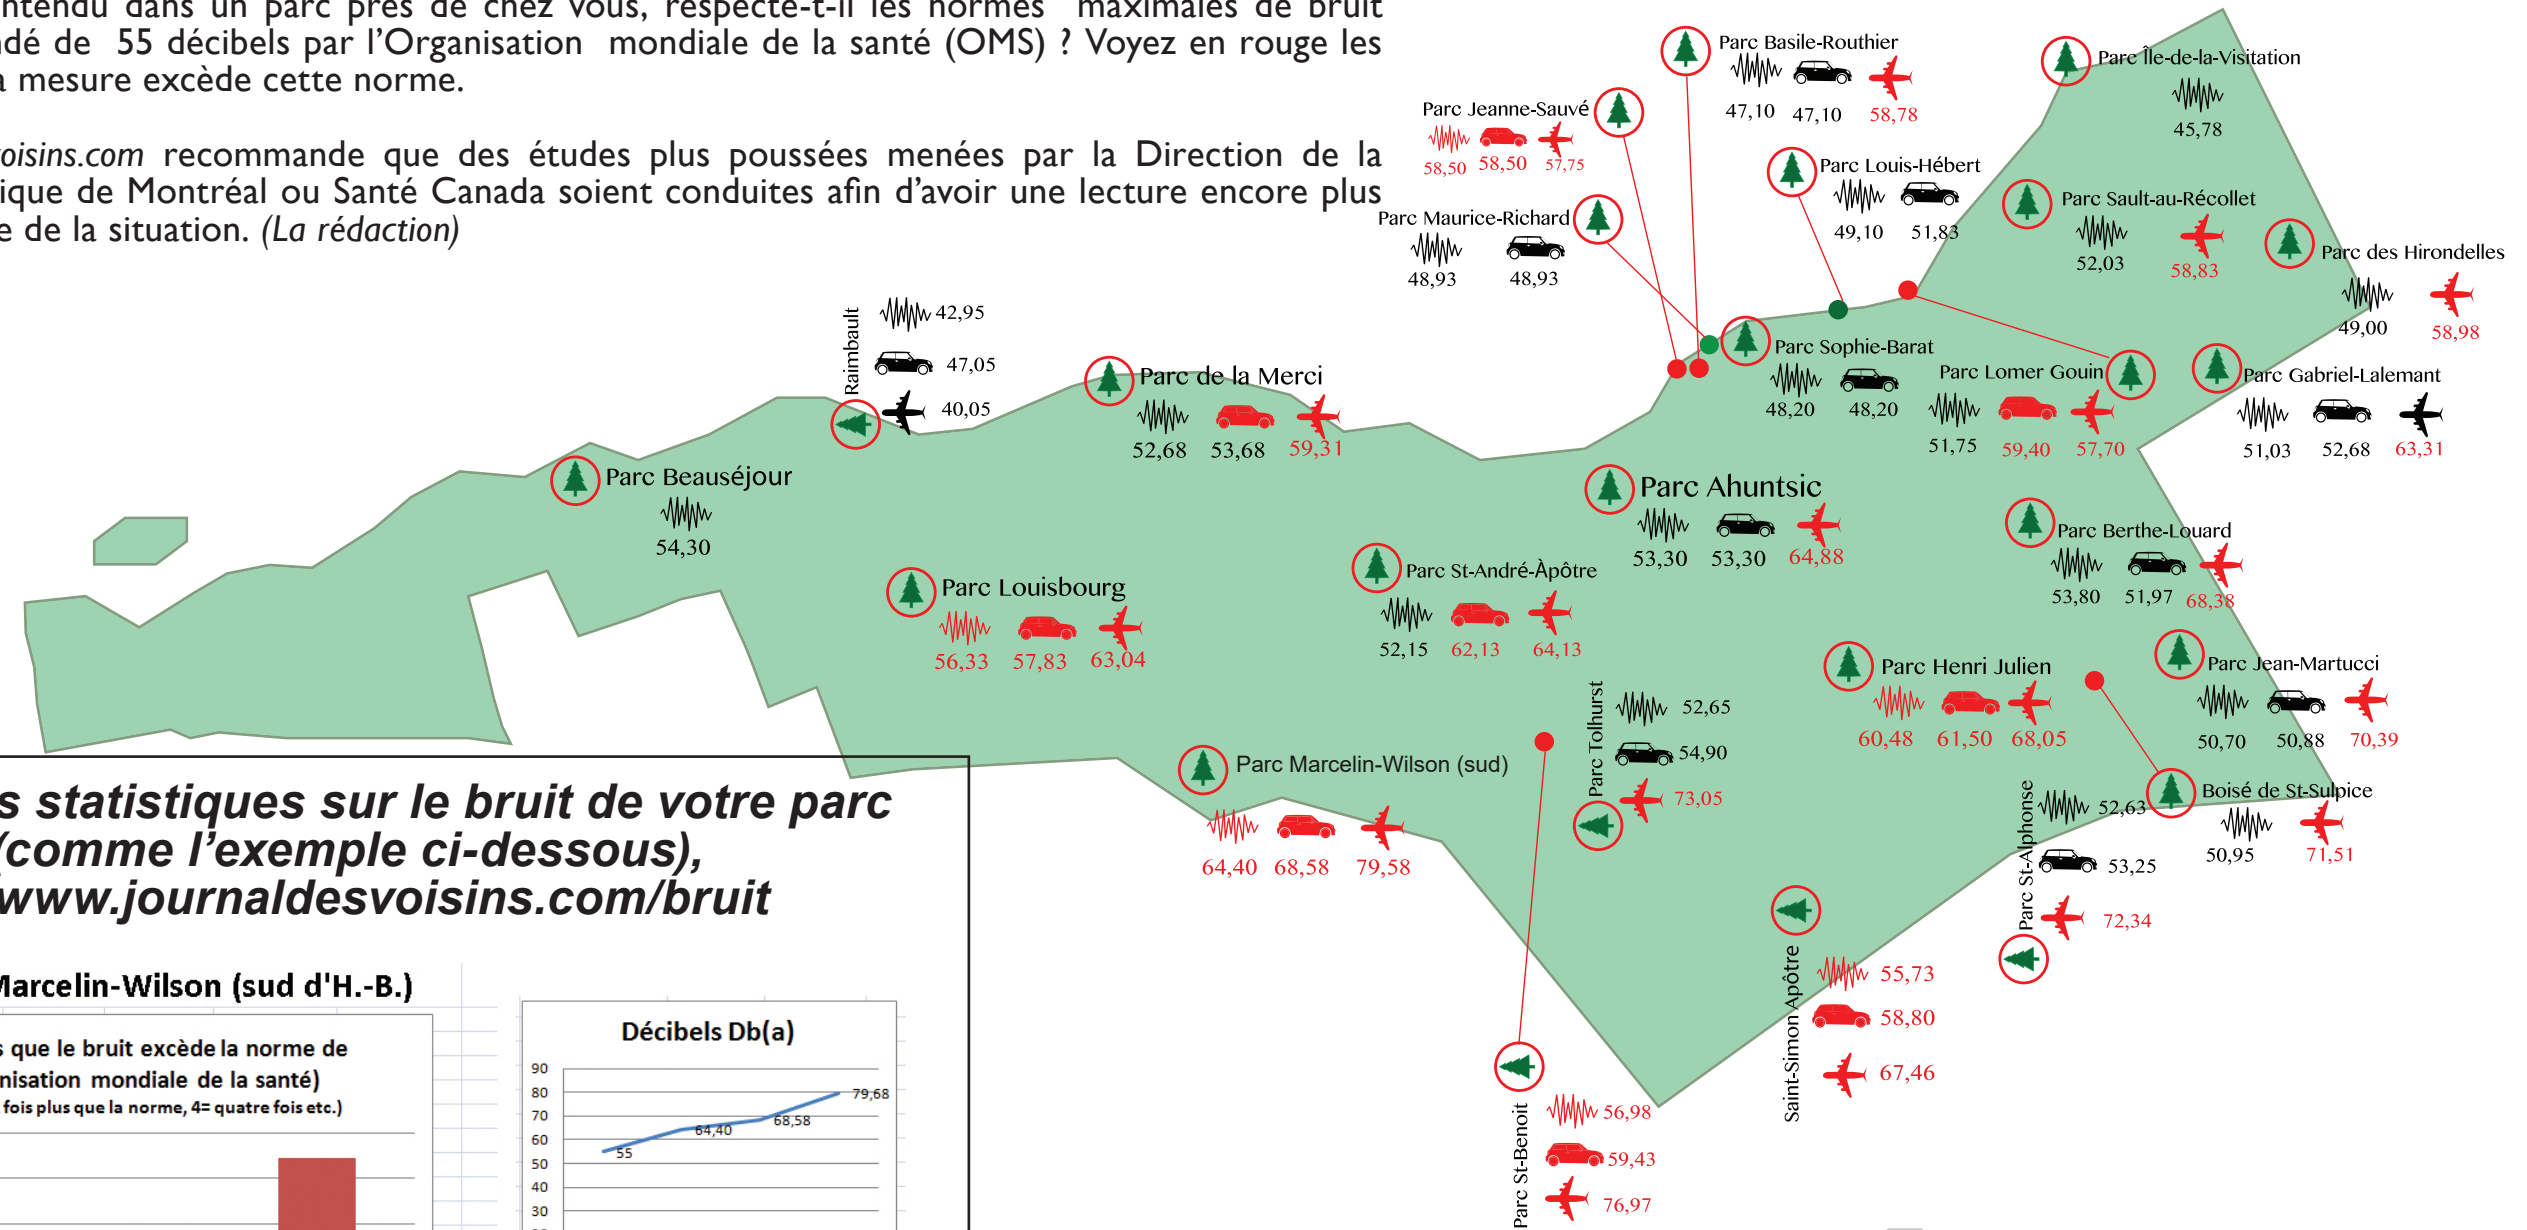 ntendu dans un parc près de chez vous, respecte-t-il les normes maximales de bruit
ndé de 55 décibels par l'Organisation mondiale de la santé (OMS) ? Voyez en rouge les
a mesure excède cette norme.
voisins.com recommande que des études plus poussées menées par la Direction de la
ique de Montréal ou Santé Canada soient conduites afin d'avoir une lecture encore plus
e de la situation. (La rédaction)
Parc Basile-Routhier
47,10 47,10 58,78
Parc Île-de-la-Visitation
45,78
Parc Jeanne-Sauvé
58,50 58,50 57,75
Parc Louis-Hébert
49,10 51,83
Parc Maurice-Richard
48,93 48,93
Parc Sault-au-Récollet
52,03 58,83
Parc des Hirondelles
49,00 58,98
Raimbault
42,95
47,05
40,05
Parc de la Merci
52,68 53,68 59,31
Parc Sophie-Barat
48,20 48,20
Parc Lomer Gouin
51,75 59,40 57,70
Parc Gabriel-Lalemant
51,03 52,68 63,31
Parc Beauséjour
54,30
Parc Ahuntsic
53,30 53,30 64,88
Parc Berthe-Louard
53,80 51,97 68,38
Parc Louisbourg
56,33 57,83 63,04
Parc St-André-Àpôtre
52,15 62,13 64,13
Parc Henri Julien
60,48 61,50 68,05
Parc Jean-Martucci
50,70 50,88 70,39
Parc Tolhurst
52,65
54,90
73,05
Parc Marcelin-Wilson (sud)
64,40 68,58 79,58
Parc St-Alphonse
52,63
53,25
72,34
Boisé de St-Sulpice
50,95 71,51
Saint-Simon Apôtre
55,73
58,80
67,46
Parc St-Benoit
56,98
59,43
76,97
s statistiques sur le bruit de votre parc
(comme l'exemple ci-dessous),
www.journaldesvoisins.com/bruit
Marcelin-Wilson (sud d'H.-B.)
s que le bruit excède la norme de
nisation mondiale de la santé)
fois plus que la norme, 4= quatre fois etc.)
Décibels Db(a)
90
80
70
60
50
40
30
55
64,40
68,58
79,68